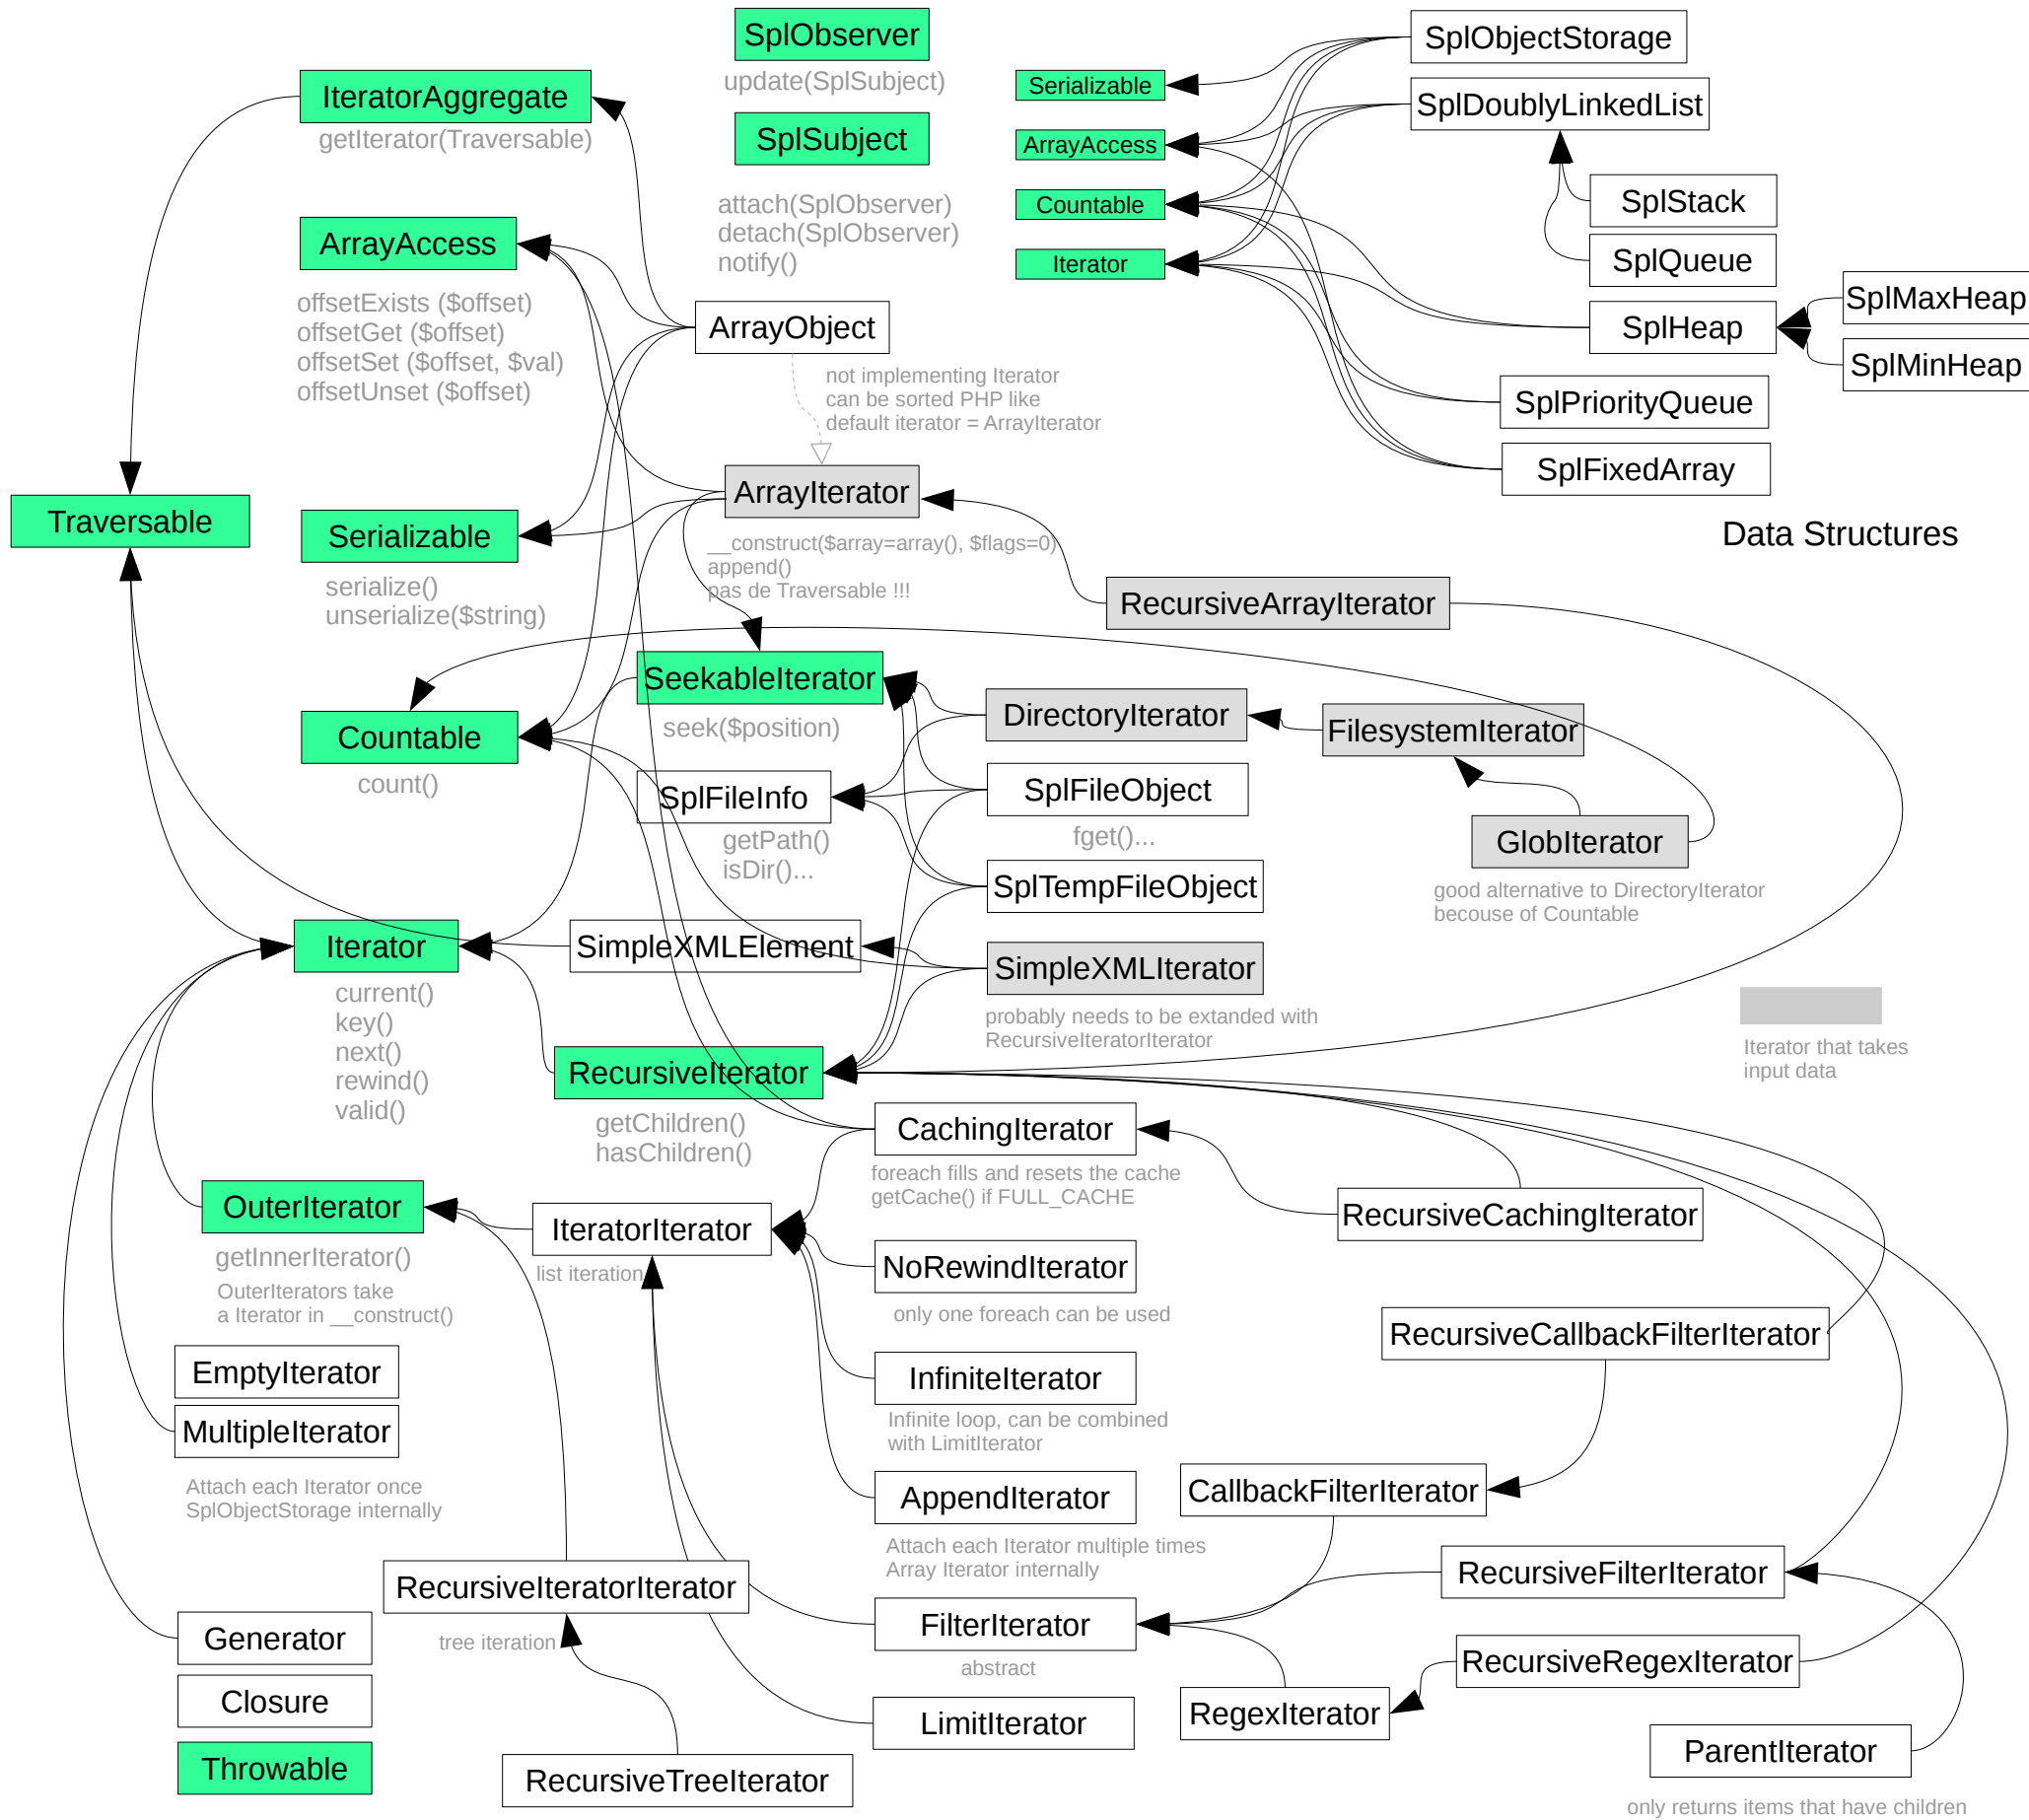 SplObserver
update(SplSubject)
SplSubject
attach(SplObserver)
detach(SplObserver)
notify()
IteratorAggregate
getIterator(Traversable)
ArrayAccess
offsetExists ($offset)
offsetGet ($offset)
offsetSet ($offset, $val)
offsetUnset ($offset)
Serializable
ArrayAccess
Countable
Iterator
SplObjectStorage
SplDoublyLinkedList
SplStack
SplQueue
SplHeap
SplMaxHeap
SplMinHeap
SplPriorityQueue
SplFixedArray
Data Structures
ArrayObject
not implementing Iterator
can be sorted PHP like
default iterator = ArrayIterator
ArrayIterator
__construct($array=array(), $flags=0)
append()
pas de Traversable !!!
RecursiveArrayIterator
Traversable
Serializable
serialize()
unserialize($string)
SeekableIterator
seek($position)
Countable
count()
DirectoryIterator
FilesystemIterator
SplFileInfo
getPath()
isDir()...
SplFileObject
fget()...
GlobIterator
good alternative to DirectoryIterator
becouse of Countable
SplTempFileObject
Iterator
current()
key()
next()
rewind()
valid()
SimpleXMLElement
SimpleXMLIterator
probably needs to be extanded with
RecursiveIteratorIterator
Iterator that takes
input data
RecursiveIterator
getChildren()
hasChildren()
CachingIterator
foreach fills and resets the cache
getCache() if FULL_CACHE
RecursiveCachingIterator
OuterIterator
getInnerIterator()
OuterIterators take
a Iterator in __construct()
IteratorIterator
list iteration
NoRewindIterator
only one foreach can be used
RecursiveCallbackFilterIterator
EmptyIterator
MultipleIterator
Attach each Iterator once
SplObjectStorage internally
InfiniteIterator
Infinite loop, can be combined
with LimitIterator
CallbackFilterIterator
AppendIterator
Attach each Iterator multiple times
Array Iterator internally
RecursiveIteratorIterator
tree iteration
RecursiveFilterIterator
Generator
FilterIterator
abstract
RecursiveRegexIterator
Closure
LimitIterator
RegexIterator
Throwable
RecursiveTreeIterator
ParentIterator
only returns items that have children